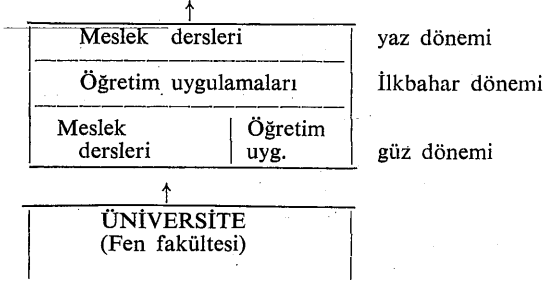 Meslek dersleri yaz dönemi
Öğretim uygulamaları İlkbahar dönemi
Meslek Öğretim
dersleri uyg. güz dönemi
ÜNİVERSİTE
(Fen fakültesi)